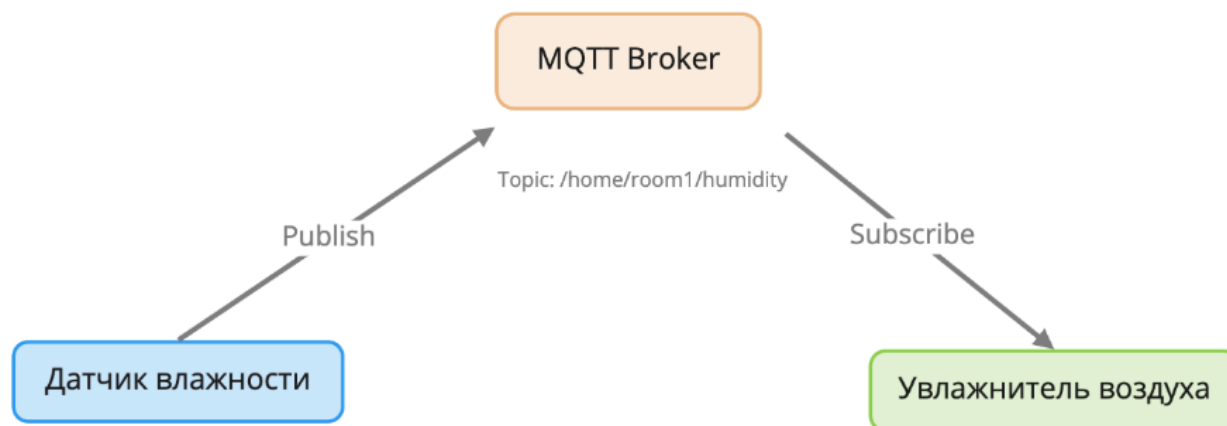 MQTT Broker
Topic: /home/room1/humidity
Publish
Subscribe
Датчик влажности
Увлажнитель воздуха